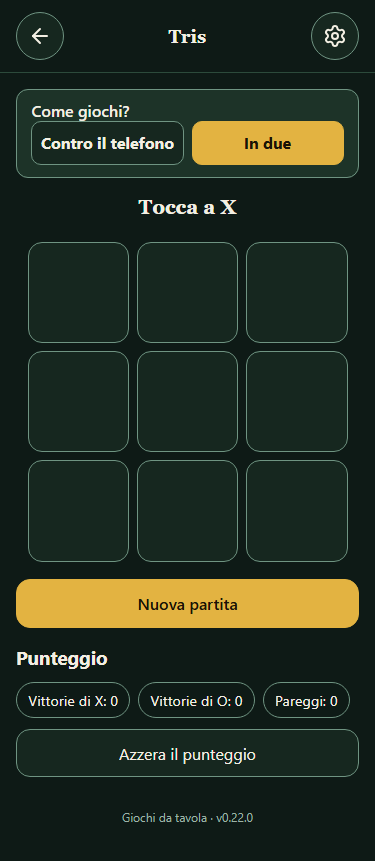 Tris
Come giochi?
Contro il telefono
In due
Tocca a X
Nuova partita
Punteggio
Vittorie di X: 0
Vittorie di O: 0
Pareggi: 0
Azzera il punteggio
Giochi da tavola · v0.22.0